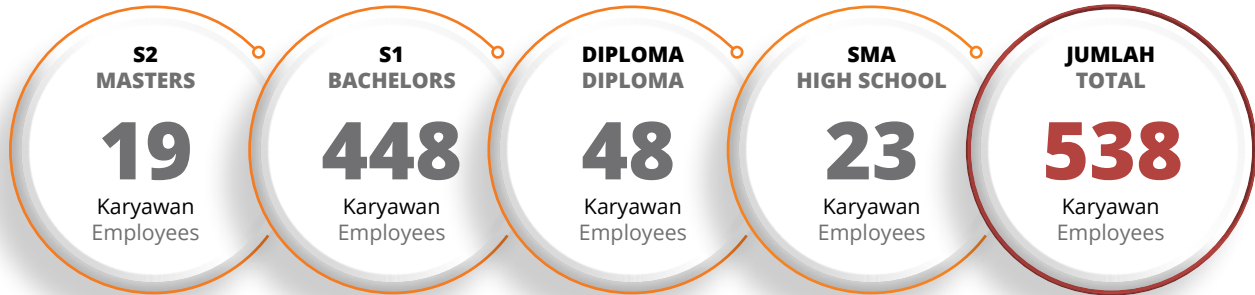 S2
MASTERS
19
Karyawan
Employees
S1
BACHELORS
448
Karyawan
Employees
DIPLOMA
DIPLOMA
48
Karyawan
Employees
SMA
HIGH SCHOOL
23
Karyawan
Employees
JUMLAH
TOTAL
538
Karyawan
Employees